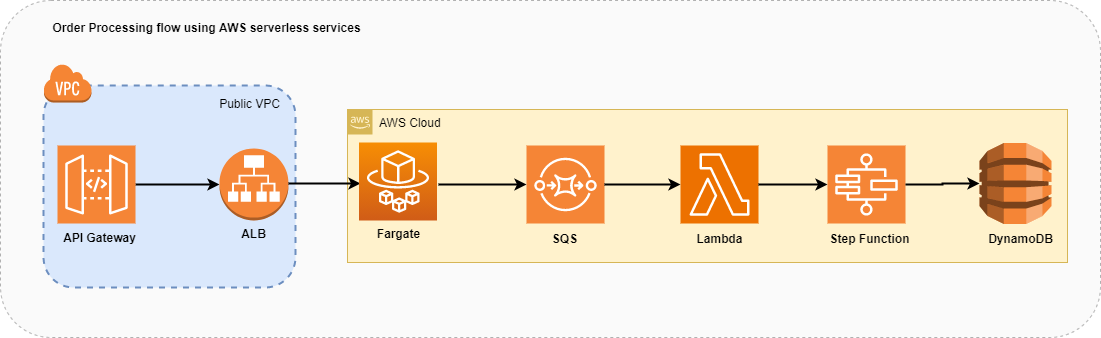 Order Processing flow using AWS serverless services
VPC
Public VPC
aws
AWS Cloud
API Gateway
ALB
Fargate
SQS
Lambda
Step Function
DynamoDB